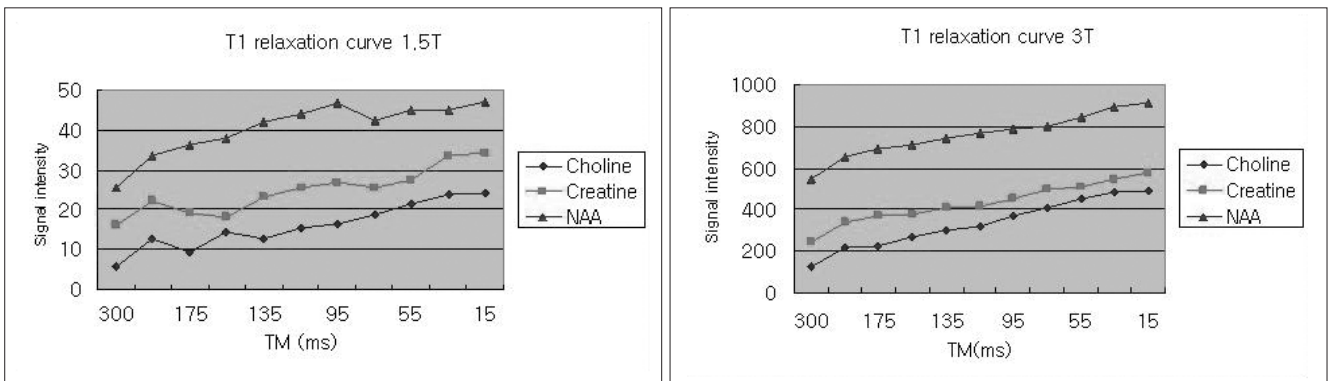 T1 relaxation curve 1.5T
50
40
30
20
10
0
Signal intensity
300 175 135 95 55 15
TM (ms)
Choline
Creatine
NAA
T1 relaxation curve 3T
1000
800
600
400
200
0
Signal intensity
300 175 135 95 55 15
TM(ms)
Choline
Creatine
NAA